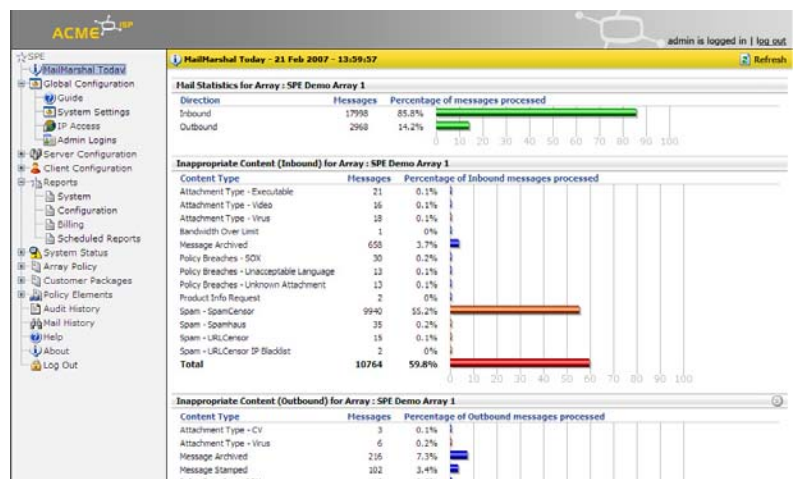 ACME ISP
admin is logged in | log out
SPE
MailMarshal Today
Global Configuration
Guide
System Settings
IP Access
Admin Logins
Server Configuration
Client Configuration
Reports
System
Configuration
Billing
Scheduled Reports
System Status
Array Policy
Customer Packages
Policy Elements
Audit History
Mail History
Help
About
Log Out
MailMarshal Today - 21 Feb 2007 - 13:59:57 Refresh
Mail Statistics for Array : SPE Demo Array 1
Direction Messages Percentage of messages processed
Inbound 17998 85.8%
Outbound 2968 14.2%
0 10 20 30 40 50 60 70 80 90 100
Inappropriate Content (Inbound) for Array : SPE Demo Array 1
Content Type Messages Percentage of Inbound messages processed
Attachment Type - Executable 21 0.1%
Attachment Type - Video 16 0.1%
Attachment Type - Virus 18 0.1%
Bandwidth Over Limit 1 0%
Message Archived 658 3.7%
Policy Breaches - SOX 30 0.2%
Policy Breaches - Unacceptable Language 13 0.1%
Policy Breaches - Unknown Attachment 13 0.1%
Product Info Request 2 0%
Spam - SpamCensor 9940 55.2%
Spam - Spamhaus 35 0.2%
Spam - URLCensor 15 0.1%
Spam - URLCensor IP Blacklist 2 0%
Total 10764 59.8%
0 10 20 30 40 50 60 70 80 90 100
Inappropriate Content (Outbound) for Array : SPE Demo Array 1
Content Type Messages Percentage of Outbound messages processed
Attachment Type - CV 3 0.1%
Attachment Type - Virus 6 0.2%
Message Archived 216 7.3%
Message Stamped 102 3.4%